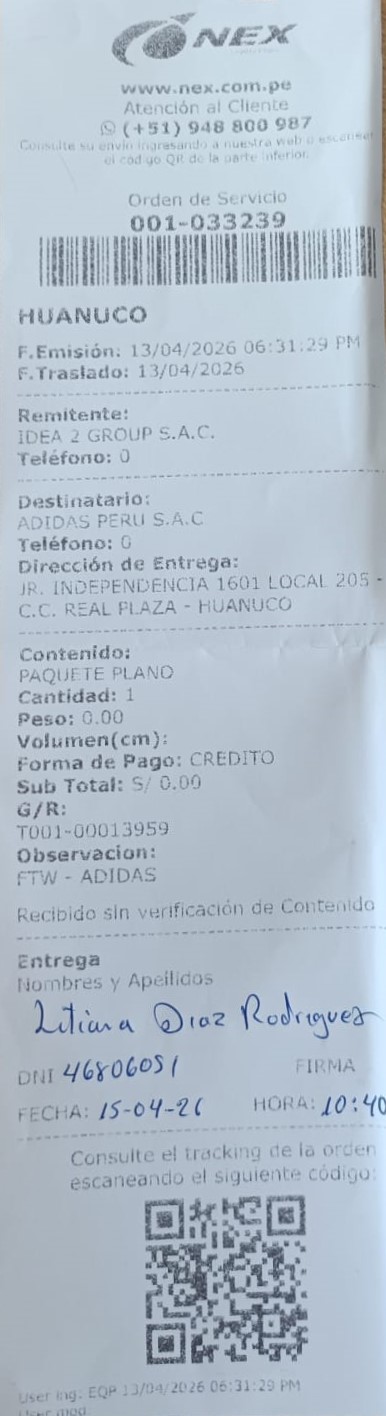 NEX
www.nex.com.pe
Atención al Cliente
(+51) 948 800 987
Consulte su envio ingresando a nuestra web o escaneer
el codigo QR de la parte inferior.
Orden de Servicio
001-033239
HUANUCO
F.Emisión: 13/04/2026 06:31:29 PM
F.Traslado: 13/04/2026
Remitente:
IDEA 2 GROUP S.A.C.
Teléfono: 0
Destinatario:
ADIDAS PERU S.A.C
Teléfono: 0
Dirección de Entrega:
JR. INDEPENDENCIA 1601 LOCAL 205 -
C.C. REAL PLAZA - HUANUCO
Contenido:
PAQUETE PLANO
Cantidad: 1
Peso: 0.00
Volumen(cm):
Forma de Pago: CREDITO
Sub Total: S/ 0.00
G/R:
T001-00013959
Observacion:
FTW - ADIDAS
Recibido sin verificación de Contenido
Entrega
Nombres y Apellidos
Litiana Diaz Rodriguez
DNI 46806051 FIRMA
FECHA: 15-04-26 HORA: 10:40
Consulte el tracking de la orden
escaneando el siguiente código:
User ing: EQP 13/04/2026 06:31:29 PM
User mod.